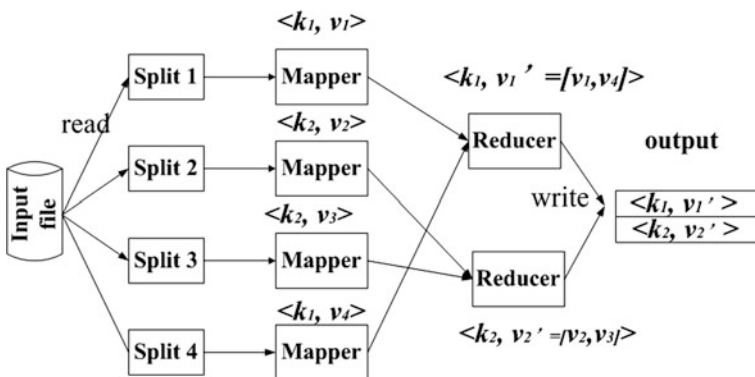 <k₁, v₁>
Split 1
Mapper
<k₁, v₁' =[v₁,v₄]>
read
<k₂, v₂>
Reducer
output
Split 2
Mapper
Input file
write
<k₁, v₁'>
<k₂, v₂'>
<k₂, v₃>
Split 3
Mapper
Reducer
<k₁, v₄>
<k₂, v₂' =[v₂,v₃]>
Split 4
Mapper